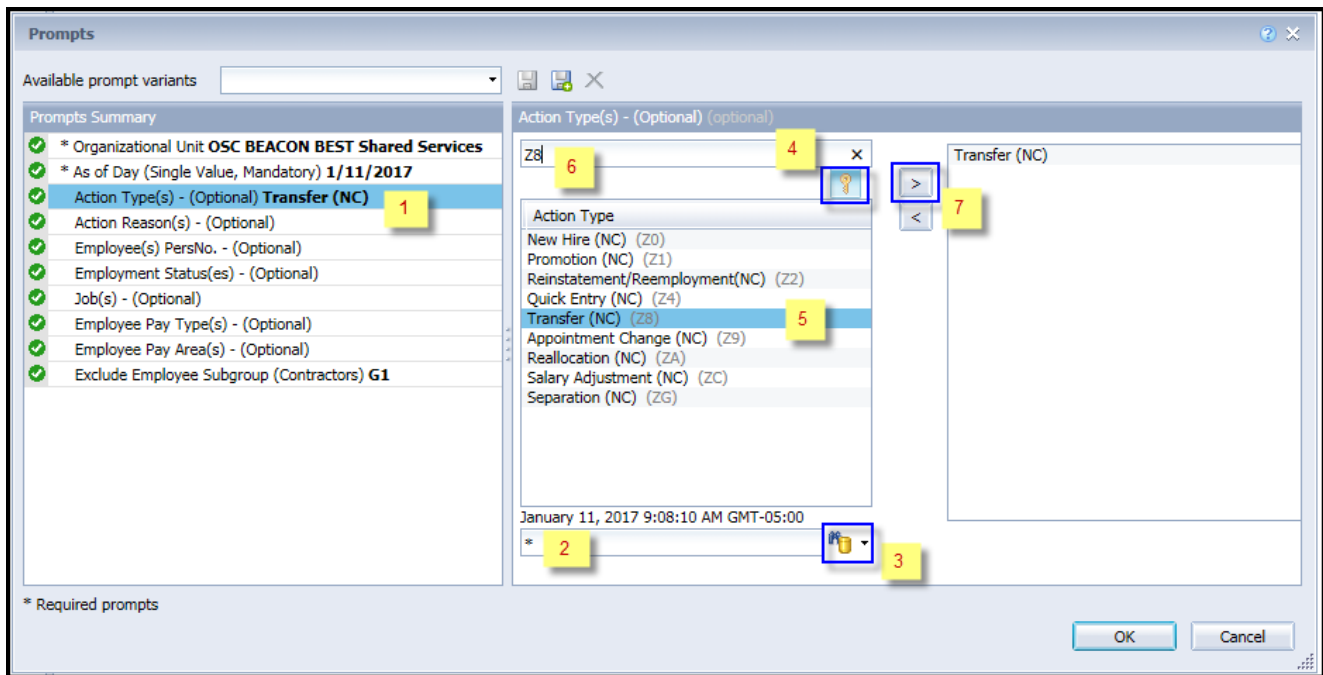 Prompts
Available prompt variants
Prompts Summary
* Organizational Unit OSC BEACON BEST Shared Services
* As of Day (Single Value, Mandatory) 1/11/2017
Action Type(s) - (Optional) Transfer (NC)
1
Action Reason(s) - (Optional)
Employee(s) PersNo. - (Optional)
Employment Status(es) - (Optional)
Job(s) - (Optional)
Employee Pay Type(s) - (Optional)
Employee Pay Area(s) - (Optional)
Exclude Employee Subgroup (Contractors) G1
Action Type(s) - (Optional) (optional)
Z8
6
4
Action Type
New Hire (NC) (Z0)
Promotion (NC) (Z1)
Reinstatement/Reemployment(NC) (Z2)
Quick Entry (NC) (Z4)
Transfer (NC) (Z8)
5
Appointment Change (NC) (Z9)
Reallocation (NC) (ZA)
Salary Adjustment (NC) (ZC)
Separation (NC) (ZG)
January 11, 2017 9:08:10 AM GMT-05:00
* 2
3
>
<
7
Transfer (NC)
* Required prompts
OK
Cancel